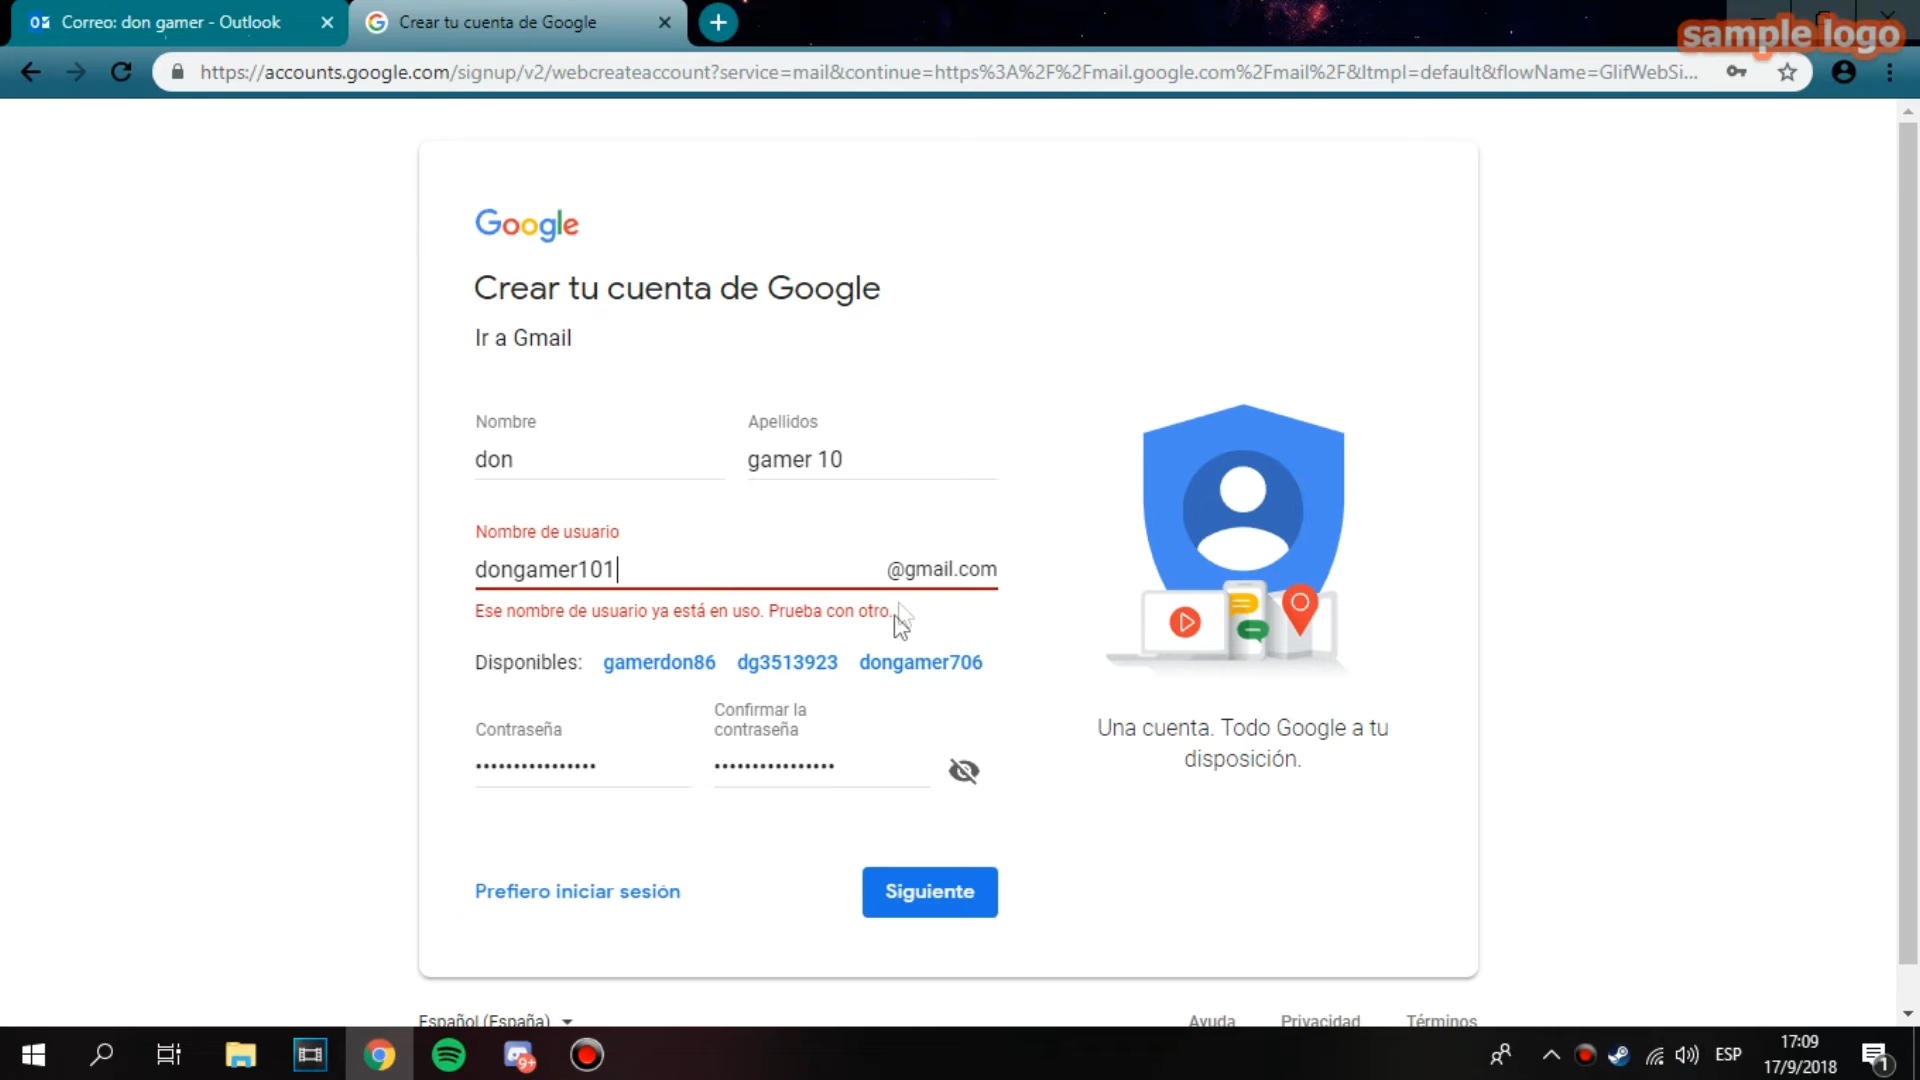 Correo: don gamer - Outlook
Crear tu cuenta de Google
sample logo
https://accounts.google.com/signup/v2/webcreateaccount?service=mail&continue=https%3A%2F%2Fmail.google.com%2Fmail%2F&ltmpl=default&flowName=GlifWebSi...
Google
Crear tu cuenta de Google
Ir a Gmail
Nombre
Apellidos
don
gamer 10
Nombre de usuario
dongamer101
@gmail.com
Ese nombre de usuario ya está en uso. Prueba con otro.
Disponibles: gamerdon86 dg3513923 dongamer706
Contraseña
Confirmar la
contraseña
••••••••••••••••
••••••••••••••••
Una cuenta. Todo Google a tu
disposición.
Prefiero iniciar sesión
Siguiente
Español (España)
Ayuda
Privacidad
Términos
9+
ESP
17:09
17/9/2018
1